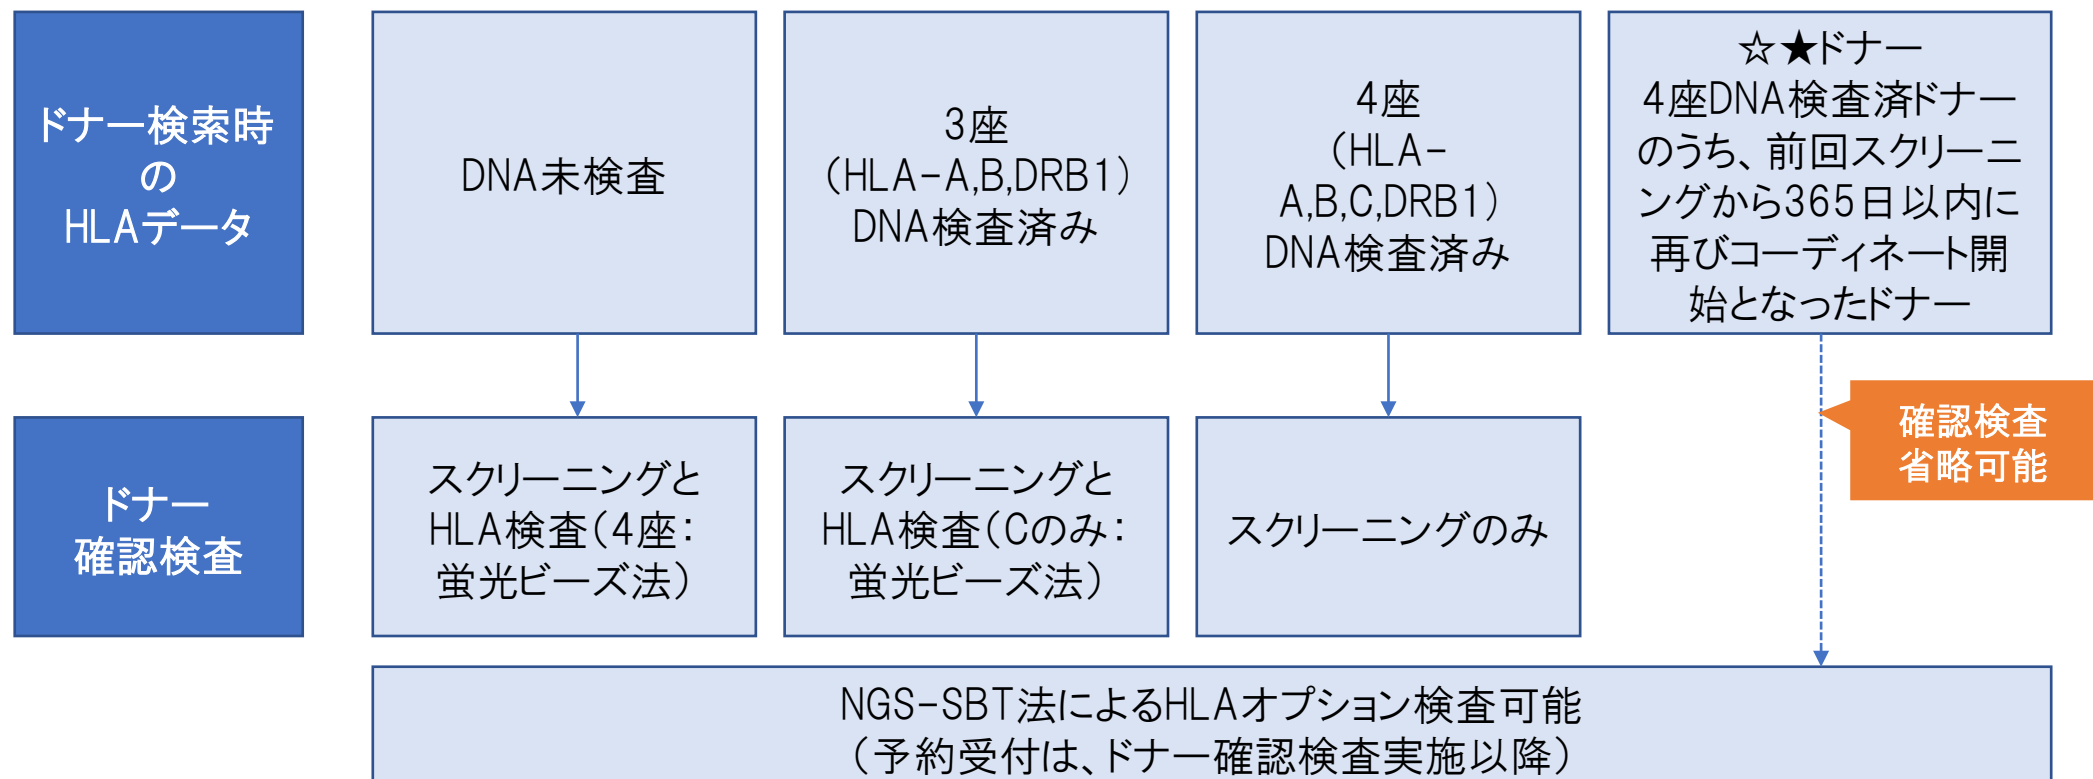 ドナー検索時
の
HLAデータ
DNA未検査
3座
(HLA-A,B,DRB1)
DNA検査済み
4座
(HLA-
A,B,C,DRB1)
DNA検査済み
☆★ドナー
4座DNA検査済ドナー
のうち、前回スクリーニ
ングから365日以内に
再びコーディネート開
始となったドナー
確認検査
省略可能
ドナー
確認検査
スクリーニングと
HLA検査(4座:
蛍光ビーズ法)
スクリーニングと
HLA検査(Cのみ:
蛍光ビーズ法)
スクリーニングのみ
NGS-SBT法によるHLAオプション検査可能
(予約受付は、ドナー確認検査実施以降)